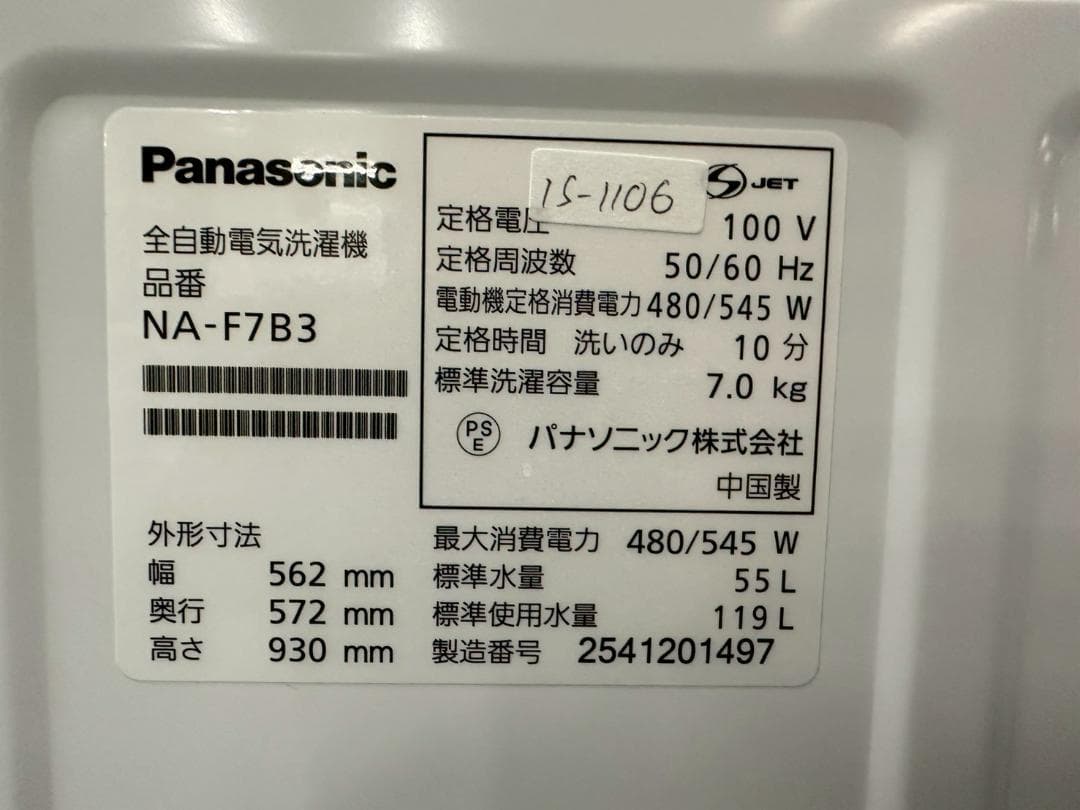 Panasonic
全自動電気洗濯機
品番
NA-F7B3
1S-1106
JET
定格電圧 100 V
定格周波数 50/60 Hz
電動機定格消費電力 480/545 W
定格時間 洗いのみ 10 分
標準洗濯容量 7.0 kg
PS
E
パナソニック株式会社
中国製
外形寸法
幅 562 mm
奥行 572 mm
高さ 930 mm
最大消費電力 480/545 W
標準水量 55 L
標準使用水量 119 L
製造番号 2541201497